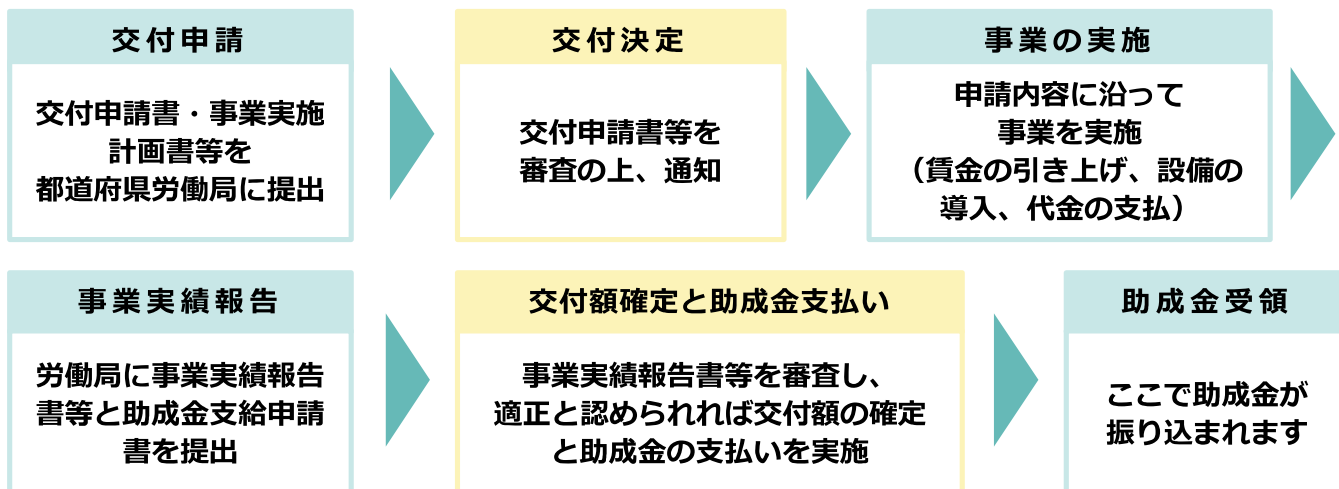 交付申請
交付申請書・事業実施
計画書等を
都道府県労働局に提出
交付決定
交付申請書等を
審査の上、通知
事業の実施
申請内容に沿って
事業を実施
（賃金の引き上げ、設備の
導入、代金の支払）
事業実績報告
労働局に事業実績報告
書等と助成金支給申請
書を提出
交付額確定と助成金支払い
事業実績報告書等を審査し、
適正と認められれば交付額の確定
と助成金の支払いを実施
助成金受領
ここで助成金が
振り込まれます